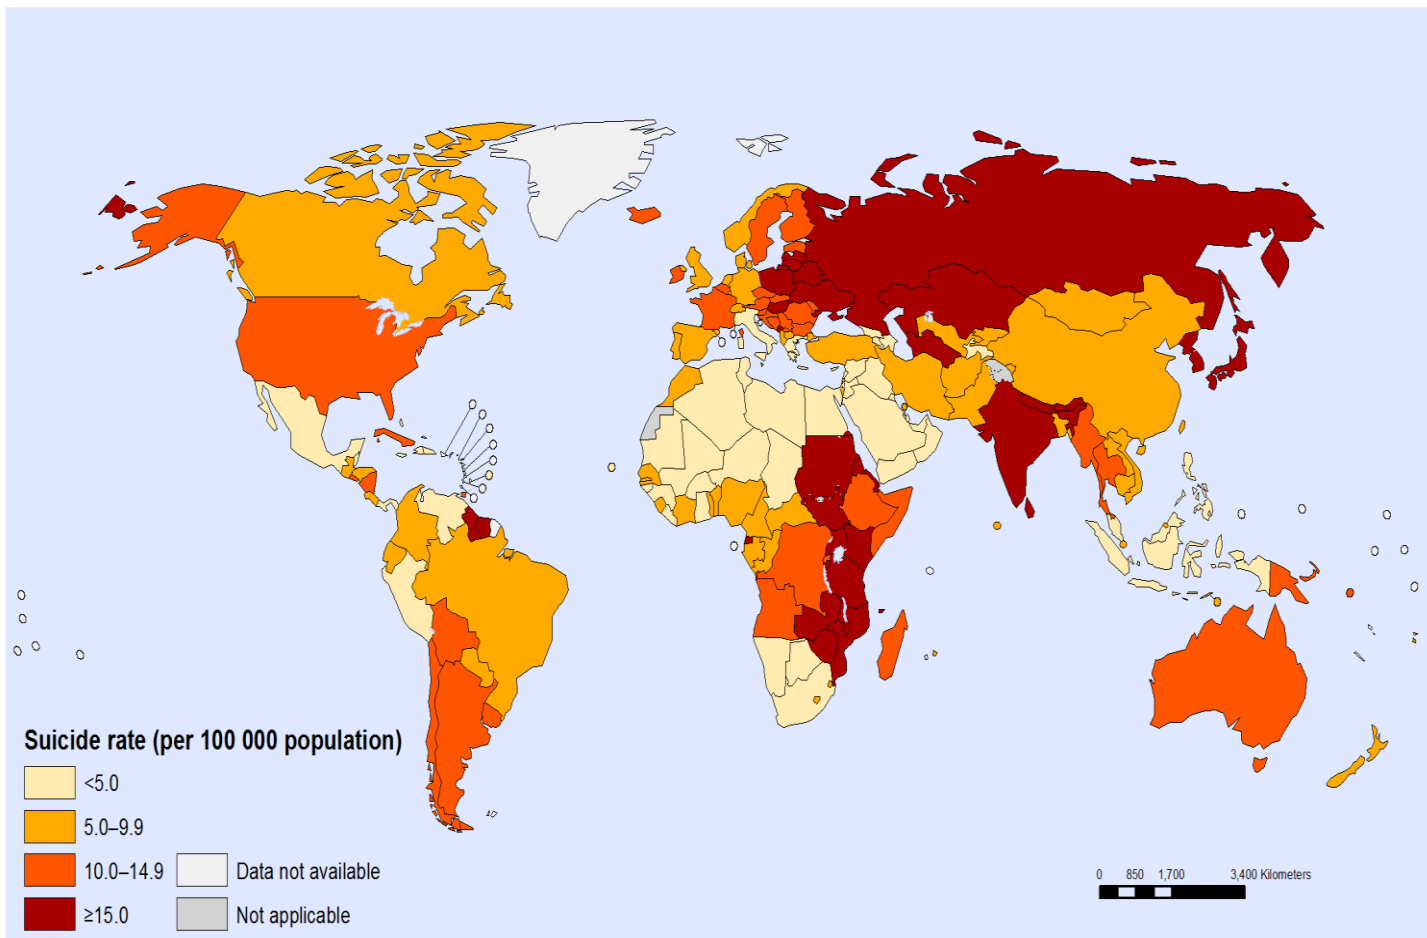 Suicide rate (per 100 000 population)
<5.0
5.0–9.9
10.0–14.9
≥15.0
Data not available
Not applicable
0 850 1,700 3,400 Kilometers